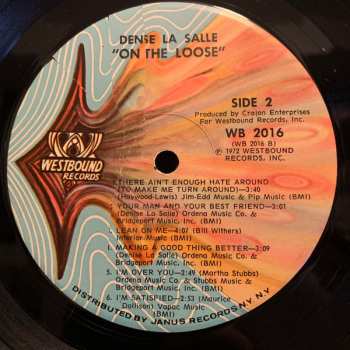 DENSE LA SALLE
"ON THE LOOSE"
SIDE 2
Produced by Crajon Enterprises
For Westbound Records, Inc.
WB 2016
(WB 2016 B)
℗ 1972 WESTBOUND
RECORDS, INC.
WESTBOUND
RECORDS
1. THERE AIN'T ENOUGH HATE AROUND
(TO MAKE ME TURN AROUND)—3:40
(Haywood-Lewis) Jim-Edd Music & Pip Music (BMI)
2. YOUR MAN AND YOUR BEST FRIEND—3:01
(Denise La Salle) Ordena Music Co. &
Bridgeport Music, Inc. (BMI)
3. LEAN ON ME—4:07 (Bill Withers)
Interior Music (BMI)
4. MAKING A GOOD THING BETTER—3:09
(Denise La Salle) Ordena Music Co. &
Bridgeport Music, Inc. (BMI)
5. I'M OVER YOU—2:49 (Martha Stubbs)
Ordena Music Co. & Stubbs Music &
Bridgeport Music Inc. (BMI)
6. I'M SATISFIED—2:53 (Maurice
Dollison) Vapac Music
Co. (BMI)
DISTRIBUTED BY JANUS RECORDS NY, N.Y.